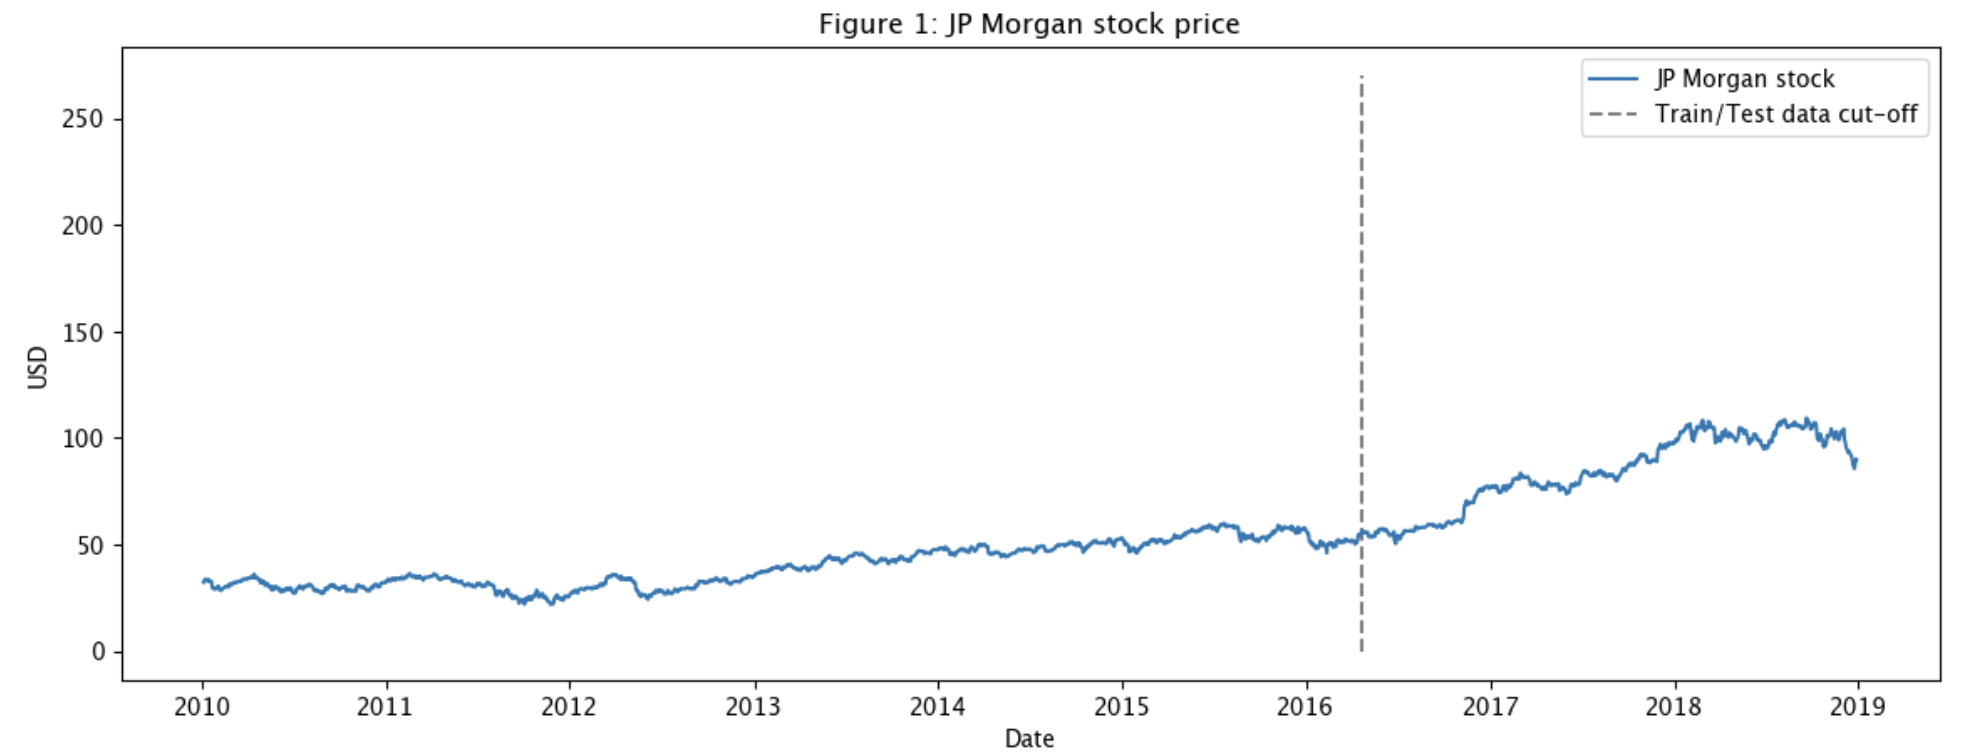 Figure 1: JP Morgan stock price
JP Morgan stock
Train/Test data cut-off
250
200
150
100
50
0
USD
2010 2011 2012 2013 2014 2015 2016 2017 2018 2019
Date